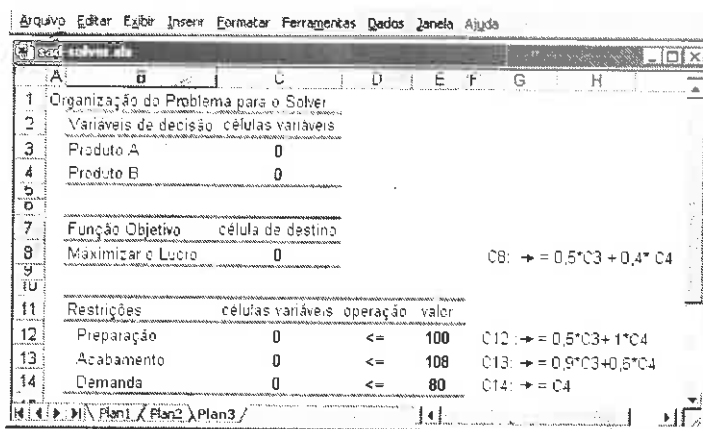 Arquivo Editar Exibir Inserir Formatar Ferramentas Dados Janela Ajuda
sad-solver.xls
A B C D E F G H
1 Organização do Problema para o Solver
2 Variáveis de decisão células variáveis
3 Produto A 0
4 Produto B 0
5
6
7 Função Objetivo célula de destino
8 Maximizar o Lucro 0 C8: → = 0,5*C3 + 0,4* C4
9
10
11 Restrições células variáveis operação valor
12 Preparação 0 <= 100 C12 : → = 0,5*C3+ 1*C4
13 Acabamento 0 <= 108 C13: → = 0,9*C3+0,6*C4
14 Demanda 0 <= 80 C14: → = C4
Plan1 / Plan2 \ Plan3 /